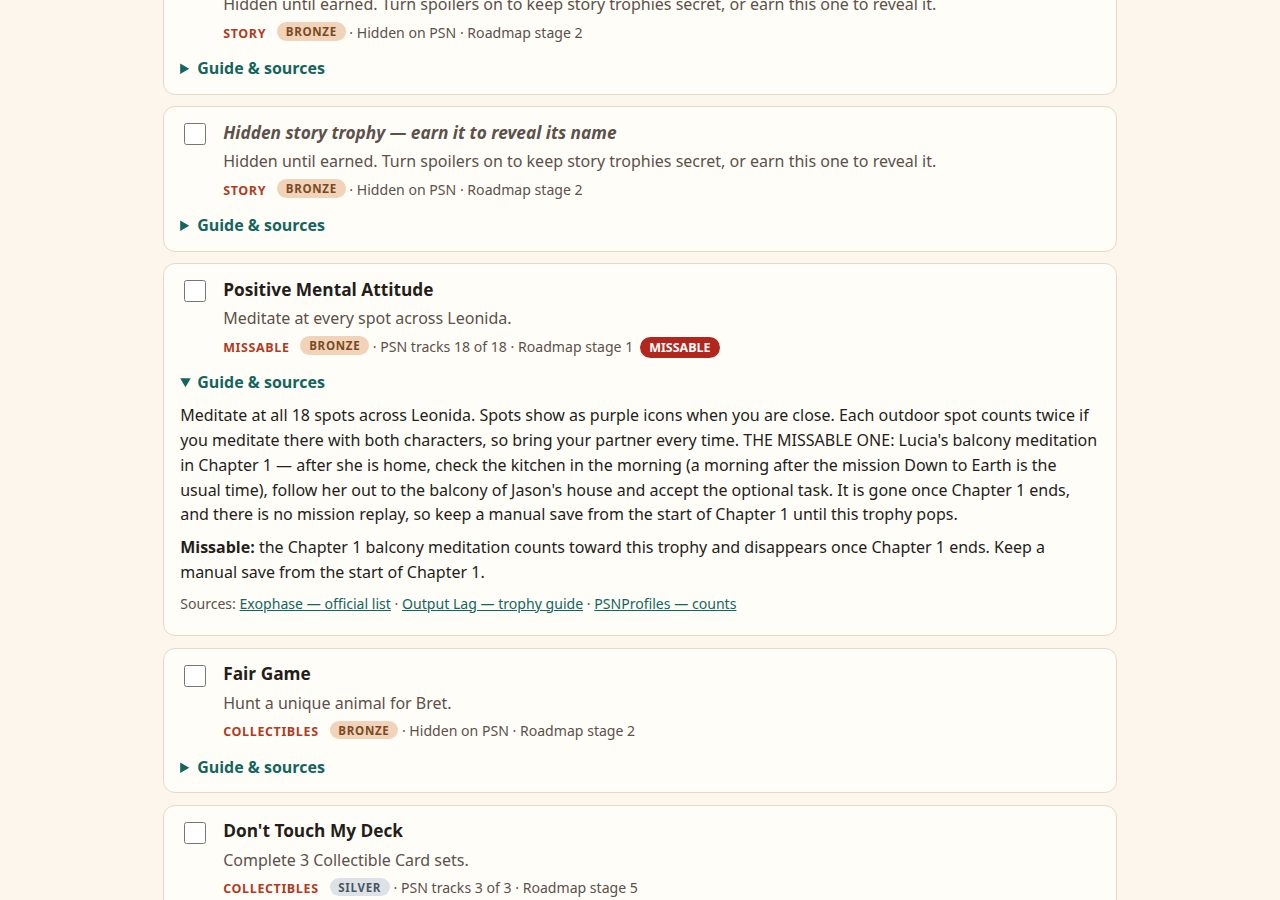 Hidden until earned. Turn spoilers on to keep story trophies secret, or earn this one to reveal it.
STORY BRONZE · Hidden on PSN · Roadmap stage 2
▶ Guide & sources
Hidden story trophy — earn it to reveal its name
Hidden until earned. Turn spoilers on to keep story trophies secret, or earn this one to reveal it.
STORY BRONZE · Hidden on PSN · Roadmap stage 2
▶ Guide & sources
Positive Mental Attitude
Meditate at every spot across Leonida.
MISSABLE BRONZE · PSN tracks 18 of 18 · Roadmap stage 1 MISSABLE
▼ Guide & sources
Meditate at all 18 spots across Leonida. Spots show as purple icons when you are close. Each outdoor spot counts twice if
you meditate there with both characters, so bring your partner every time. THE MISSABLE ONE: Lucia's balcony meditation
in Chapter 1 — after she is home, check the kitchen in the morning (a morning after the mission Down to Earth is the
usual time), follow her out to the balcony of Jason's house and accept the optional task. It is gone once Chapter 1 ends,
and there is no mission replay, so keep a manual save from the start of Chapter 1 until this trophy pops.
Missable: the Chapter 1 balcony meditation counts toward this trophy and disappears once Chapter 1 ends. Keep a
manual save from the start of Chapter 1.
Sources: Exophase — official list · Output Lag — trophy guide · PSNProfiles — counts
Fair Game
Hunt a unique animal for Bret.
COLLECTIBLES BRONZE · Hidden on PSN · Roadmap stage 2
▶ Guide & sources
Don't Touch My Deck
Complete 3 Collectible Card sets.
COLLECTIBLES SILVER · PSN tracks 3 of 3 · Roadmap stage 5